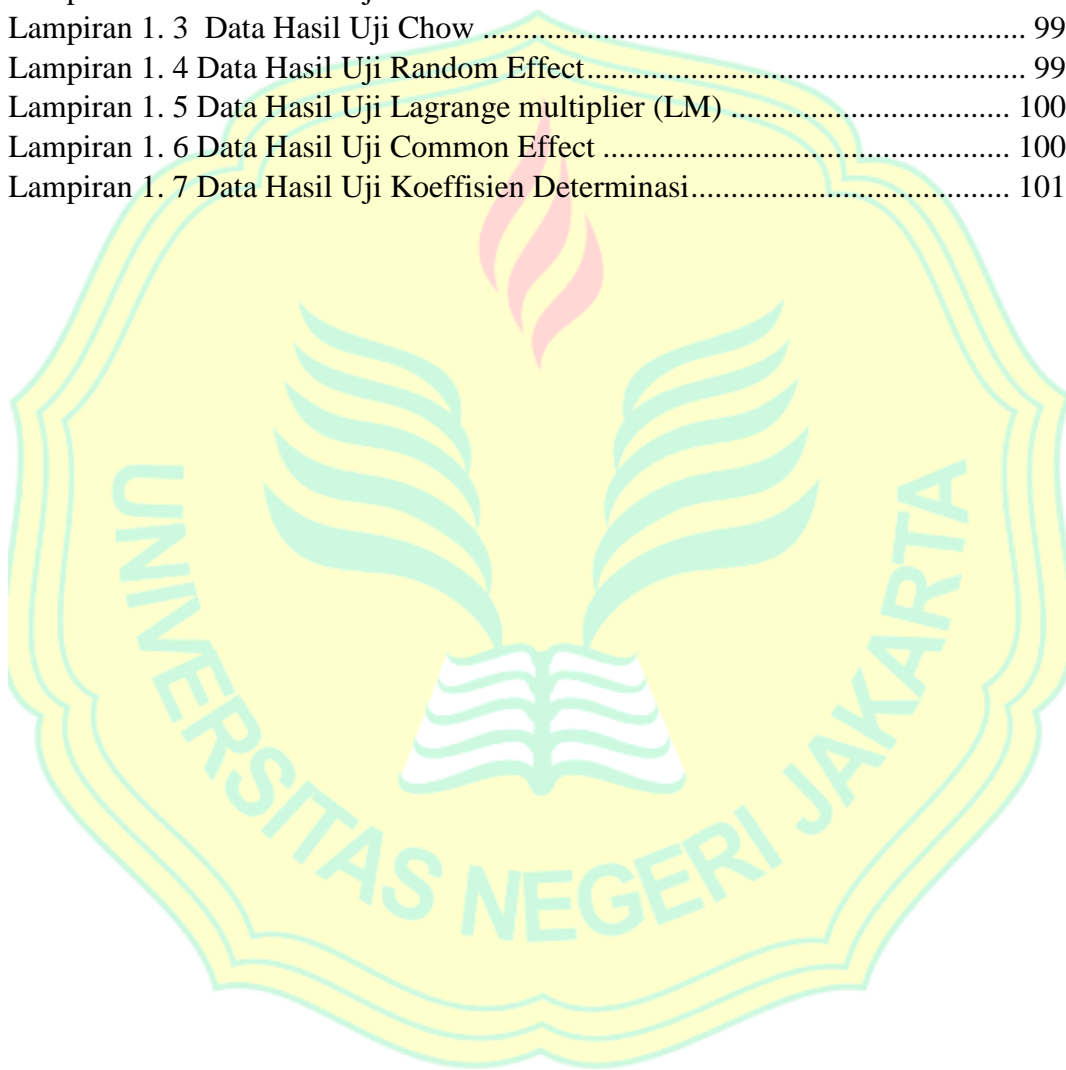 Lampiran 1. 3  Data Hasil Uji Chow ................................................................... 99
Lampiran 1. 4 Data Hasil Uji Random Effect...................................................... 99
Lampiran 1. 5 Data Hasil Uji Lagrange multiplier (LM) .................................. 100
Lampiran 1. 6 Data Hasil Uji Common Effect .................................................. 100
Lampiran 1. 7 Data Hasil Uji Koeffisien Determinasi....................................... 101
UNIVERSITAS NEGERI JAKARTA